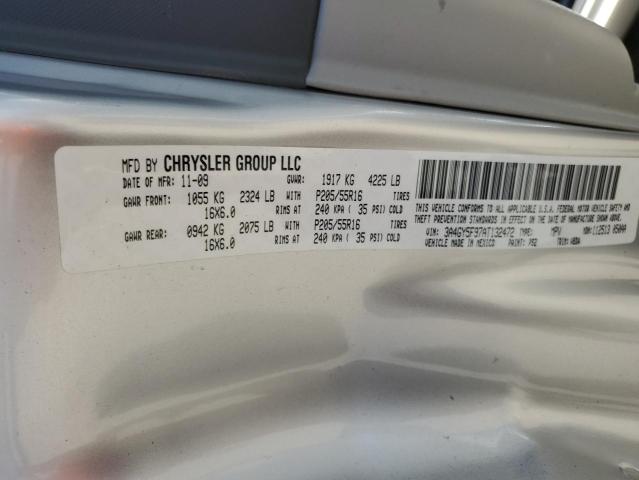 MFD BY CHRYSLER GROUP LLC
DATE OF MFR: 11-09 GVWR: 1917 KG 4225 LB
GAWR FRONT: 1055 KG 2324 LB WITH P205/55R16 TIRES
16X6.0 RIMS AT 240 KPA ( 35 PSI) COLD
GAWR REAR: 0942 KG 2075 LB WITH P205/55R16 TIRES
16X6.0 RIMS AT 240 KPA ( 35 PSI) COLD
THIS VEHICLE CONFORMS TO ALL APPLICABLE U.S.A. FEDERAL MOTOR VEHICLE SAFETY AND
THEFT PREVENTION STANDARDS IN EFFECT ON THE DATE OF MANUFACTURE SHOWN ABOVE
VIN: 3A4GY5F97AT132472 TYPE: MPV MDH: 112513 050AA
VEHICLE MADE IN MEXICO PAINT: PS2 TRIM: